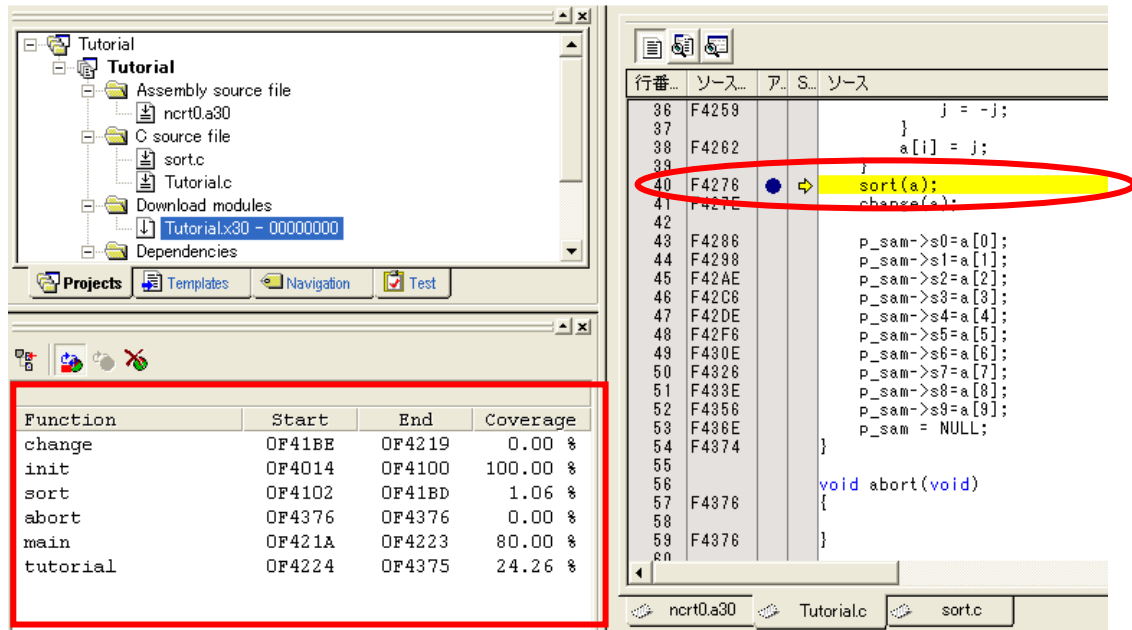 Tutorial
Tutorial
Assembly source file
ncrt0.a30
C source file
sort.c
Tutorial.c
Download modules
Tutorial.x30 - 00000000
Dependencies
Projects Templates Navigation Test
Function Start End Coverage
change 0F41BE 0F4219 0.00 %
init 0F4014 0F4100 100.00 %
sort 0F4102 0F41BD 1.06 %
abort 0F4376 0F4376 0.00 %
main 0F421A 0F4223 80.00 %
tutorial 0F4224 0F4375 24.26 %
行番... ソース... ア.. S... ソース
36 F4259 j = -j;
37 }
38 F4262 a[i] = j;
39 }
40 F4276 sort(a);
41 F427E change(a);
42
43 F4286 p_sam->s0=a[0];
44 F4298 p_sam->s1=a[1];
45 F42AE p_sam->s2=a[2];
46 F42C6 p_sam->s3=a[3];
47 F42DE p_sam->s4=a[4];
48 F42F6 p_sam->s5=a[5];
49 F430E p_sam->s6=a[6];
50 F4326 p_sam->s7=a[7];
51 F433E p_sam->s8=a[8];
52 F4356 p_sam->s9=a[9];
53 F436E p_sam = NULL;
54 F4374 }
55
56 void abort(void)
57 F4376 {
58
59 F4376 }
60
ncrt0.a30 Tutorial.c sort.c